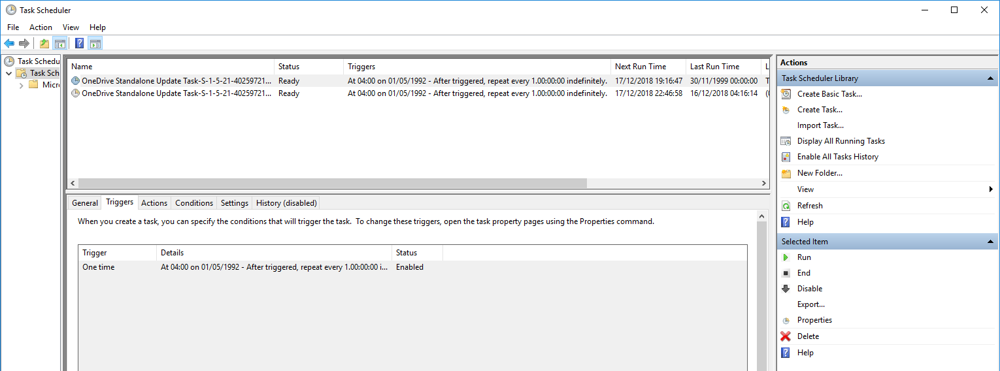 Task Scheduler
File Action View Help
Task Schedu
Task Sch
Micro
Name Status Triggers Next Run Time Last Run Time L
OneDrive Standalone Update Task-S-1-5-21-40259721... Ready At 04:00 on 01/05/1992 - After triggered, repeat every 1.00:00:00 indefinitely. 17/12/2018 19:16:47 30/11/1999 00:00:00 T
OneDrive Standalone Update Task-S-1-5-21-40259721... Ready At 04:00 on 01/05/1992 - After triggered, repeat every 1.00:00:00 indefinitely. 17/12/2018 22:46:58 16/12/2018 04:16:14 (0
General Triggers Actions Conditions Settings History (disabled)
When you create a task, you can specify the conditions that will trigger the task. To change these triggers, open the task property pages using the Properties command.
Trigger Details Status
One time At 04:00 on 01/05/1992 - After triggered, repeat every 1.00:00:00 i... Enabled
Actions
Task Scheduler Library
Create Basic Task...
Create Task...
Import Task...
Display All Running Tasks
Enable All Tasks History
New Folder...
View
Refresh
Help
Selected Item
Run
End
Disable
Export...
Properties
Delete
Help